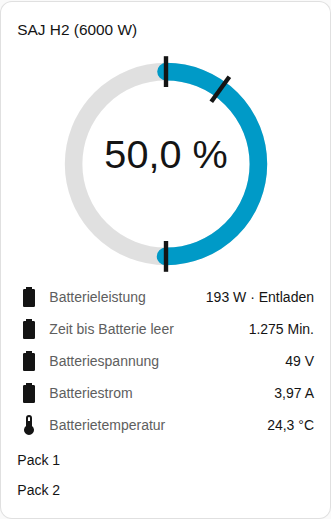 SAJ H2 (6000 W)
50,0 %
Batterieleistung 193 W · Entladen
Zeit bis Batterie leer 1.275 Min.
Batteriespannung 49 V
Batteriestrom 3,97 A
Batterietemperatur 24,3 °C
Pack 1
Pack 2